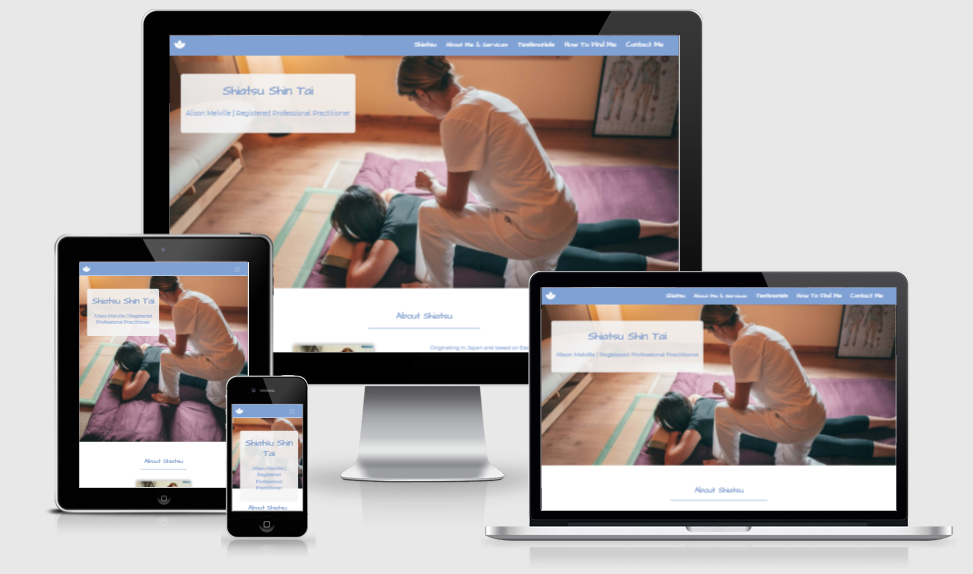 Shiatsu About Me & Services Testimonials How To Find Me Contact Me
Shiatsu Shin Tai
Alison Melville | Registered Professional Practitioner
About Shiatsu
Originating in Japan and based on
Shiatsu Shin Tai
Alison Melville | Registered
Professional Practitioner
About Shiatsu
Shiatsu Shin
Tai
Alison Melville |
Registered
Professional
Practitioner
About Shiatsu
Shiatsu About Me & Services Testimonials How To Find Me Contact Me
Shiatsu Shin Tai
Alison Melville | Registered Professional Practitioner
About Shiatsu